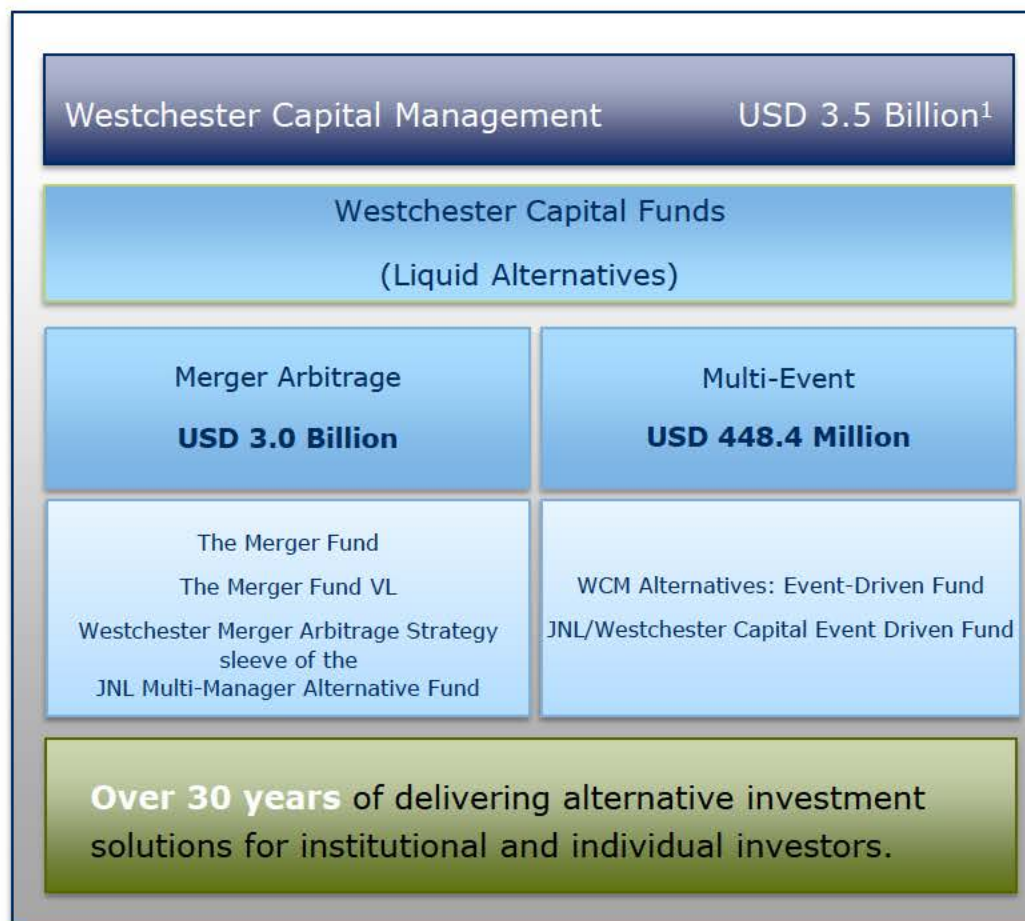 Westchester Capital Management USD 3.5 Billion¹
Westchester Capital Funds
(Liquid Alternatives)
Merger Arbitrage
USD 3.0 Billion
Multi-Event
USD 448.4 Million
The Merger Fund
The Merger Fund VL
Westchester Merger Arbitrage Strategy
sleeve of the
JNL Multi-Manager Alternative Fund
WCM Alternatives: Event-Driven Fund
JNL/Westchester Capital Event Driven Fund
Over 30 years of delivering alternative investment
solutions for institutional and individual investors.